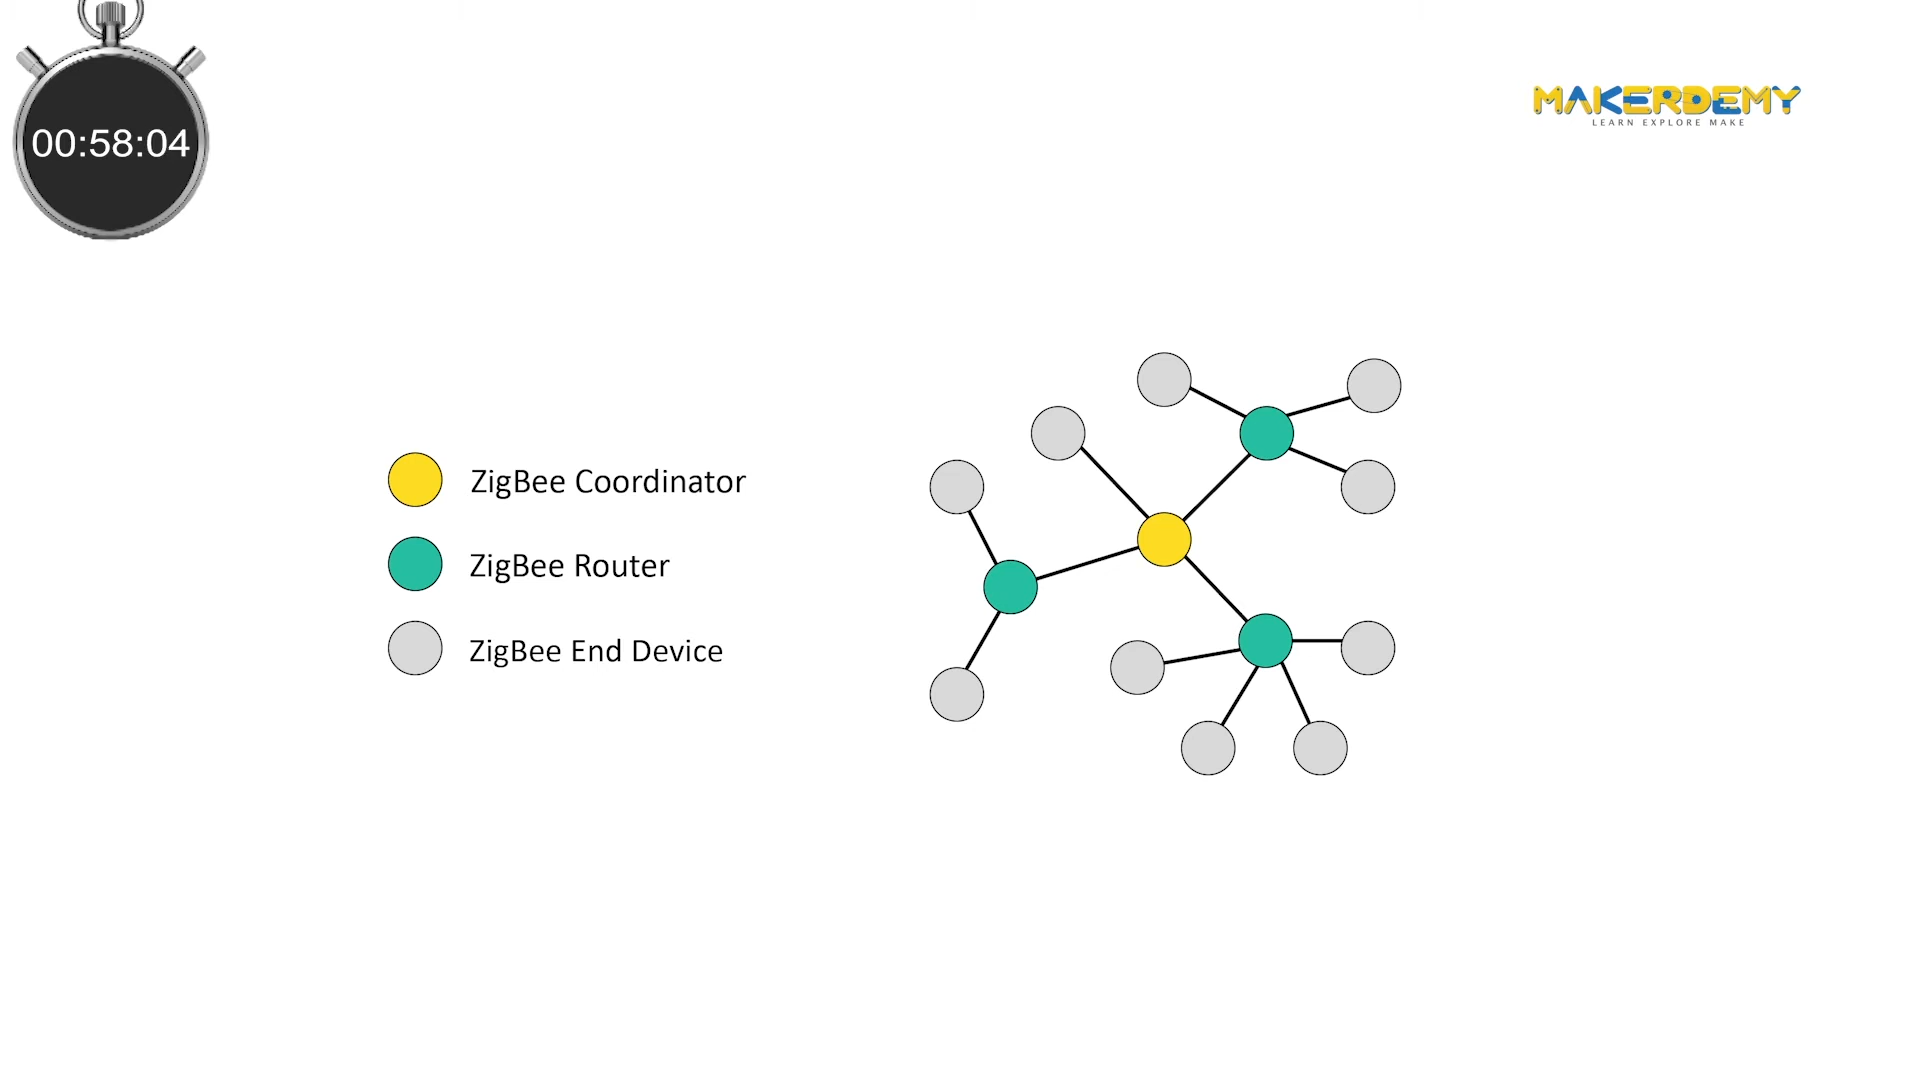 00:58:04
MAKERDEMY
LEARN EXPLORE MAKE
ZigBee Coordinator
ZigBee Router
ZigBee End Device